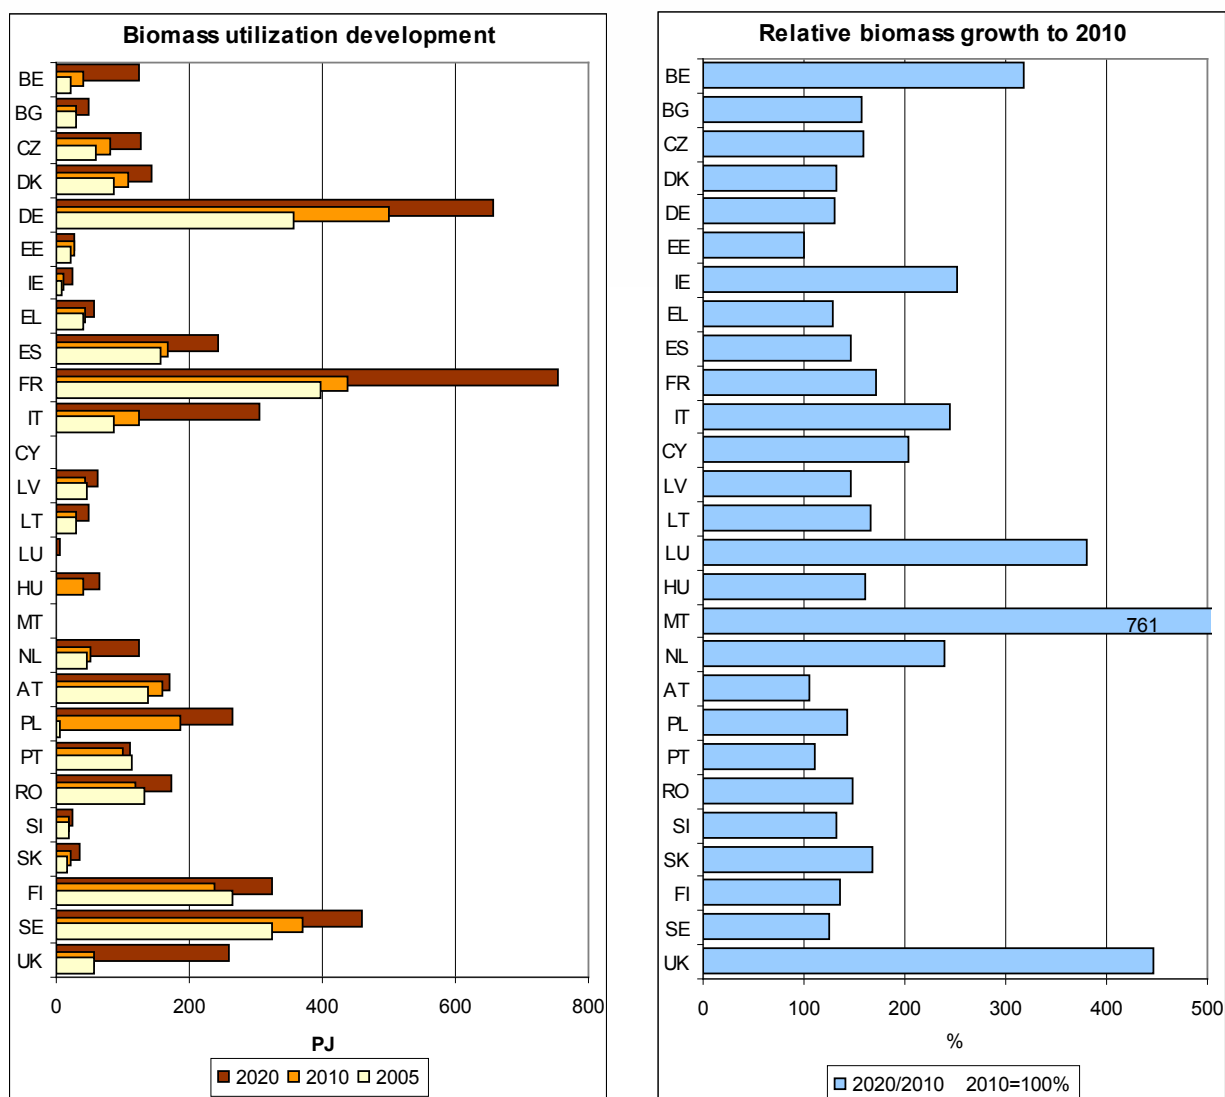 Biomass utilization development
BE
BG
CZ
DK
DE
EE
IE
EL
ES
FR
IT
CY
LV
LT
LU
HU
MT
NL
AT
PL
PT
RO
SI
SK
FI
SE
UK
0 200 400 600 800
PJ
2020 2010 2005
Relative biomass growth to 2010
BE
BG
CZ
DK
DE
EE
IE
EL
ES
FR
IT
CY
LV
LT
LU
HU
MT
761
NL
AT
PL
PT
RO
SI
SK
FI
SE
UK
0 100 200 300 400 500
%
2020/2010 2010=100%